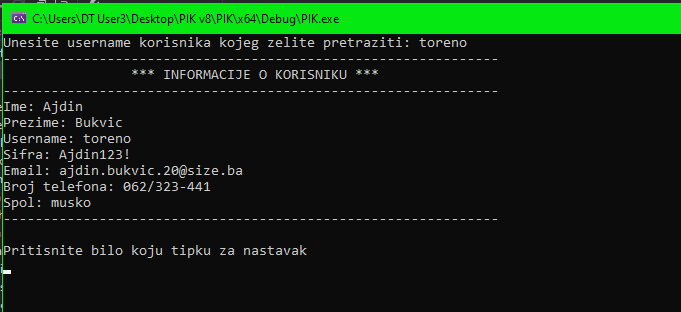 C:\Users\DT User3\Desktop\PIK v8\PIK\x64\Debug\PIK.exe
Unesite username korisnika kojeg zelite pretraziti: toreno
--------------------------------------------------------------
*** INFORMACIJE O KORISNIKU ***
--------------------------------------------------------------
Ime: Ajdin
Prezime: Bukvic
Username: toreno
Sifra: Ajdin123!
Email: ajdin.bukvic.20@size.ba
Broj telefona: 062/323-441
Spol: musko
--------------------------------------------------------------
Pritisnite bilo koju tipku za nastavak